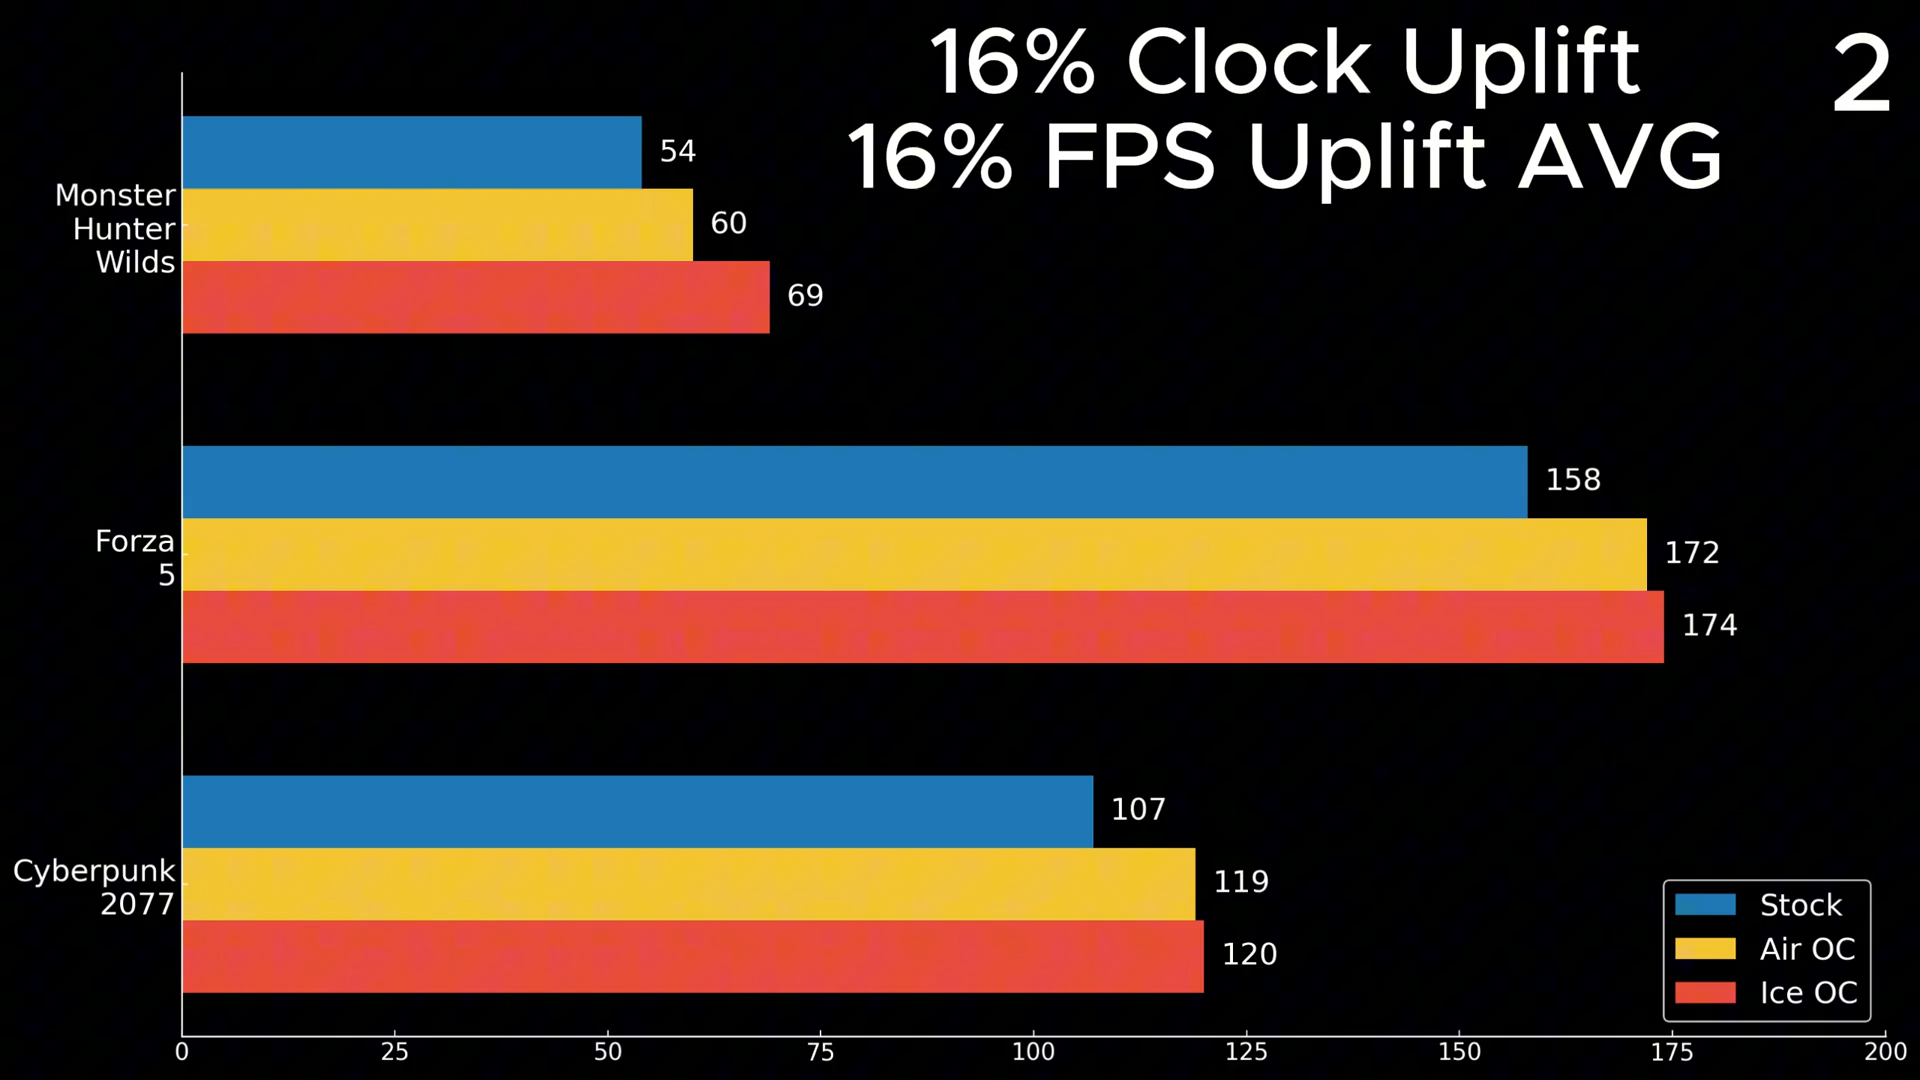 16% Clock Uplift
16% FPS Uplift AVG
2
Monster
Hunter
Wilds
54
60
69
Forza
5
158
172
174
Cyberpunk
2077
107
119
120
Stock
Air OC
Ice OC
0 25 50 75 100 125 150 175 200